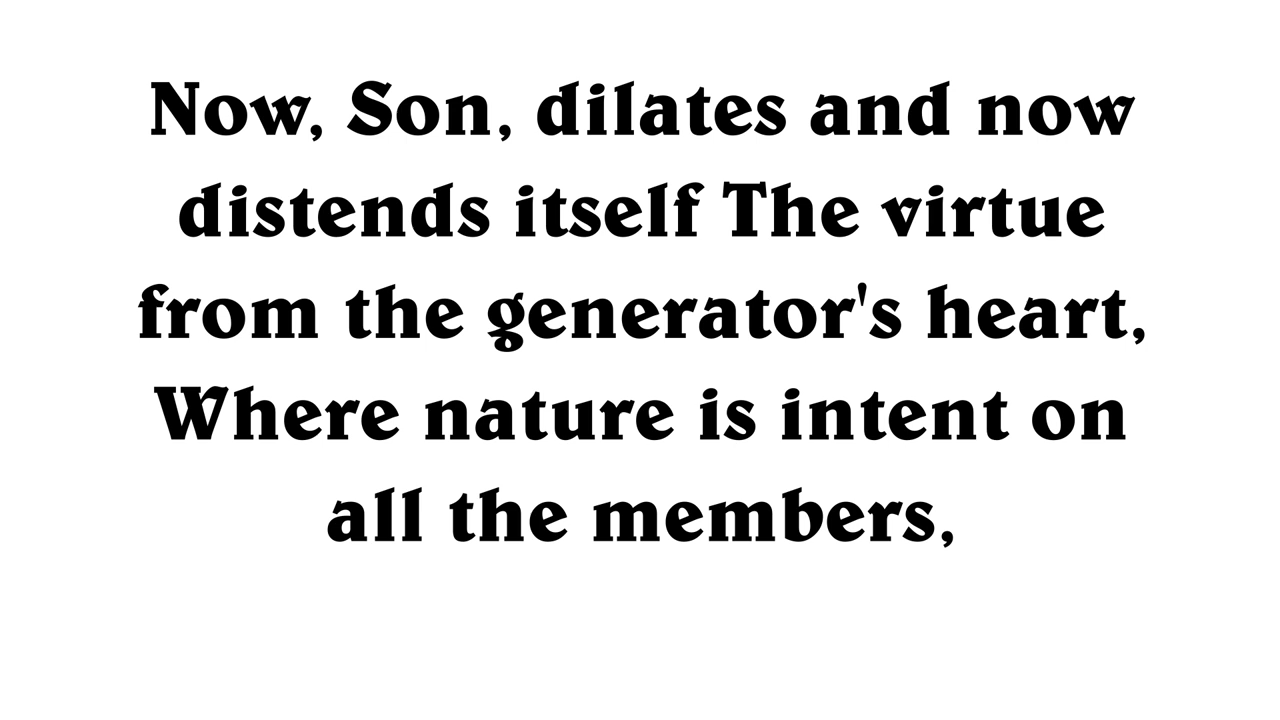 Now, Son, dilates and now
distends itself The virtue
from the generator's heart,
Where nature is intent on
all the members,